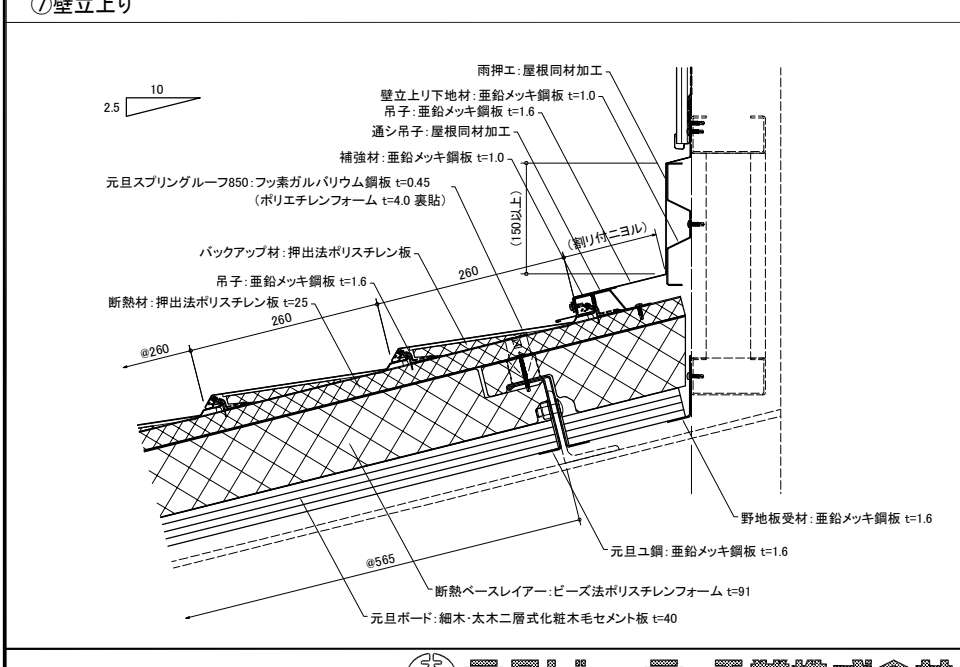 ⑦壁立上り
10
2.5
雨押エ:屋根同材加工
壁立上り下地材:亜鉛メッキ鋼板 t=1.0
吊子:亜鉛メッキ鋼板 t=1.6
通シ吊子:屋根同材加工
補強材:亜鉛メッキ鋼板 t=1.0
元旦スプリングルーフ850:フッ素ガルバリウム鋼板 t=0.45
(ポリエチレンフォーム t=4.0 裏貼)
(150以上)
(割り付ニヨル)
バックアップ材:押出法ポリスチレン板
260
吊子:亜鉛メッキ鋼板 t=1.6
断熱材:押出法ポリスチレン板 t=25
260
@260
野地板受材:亜鉛メッキ鋼板 t=1.6
元旦ユ鋼:亜鉛メッキ鋼板 t=1.6
@565
断熱ベースレイアー:ビーズ法ポリスチレンフォーム t=91
元旦ボード:細木・太木二層式化粧木毛セメント板 t=40